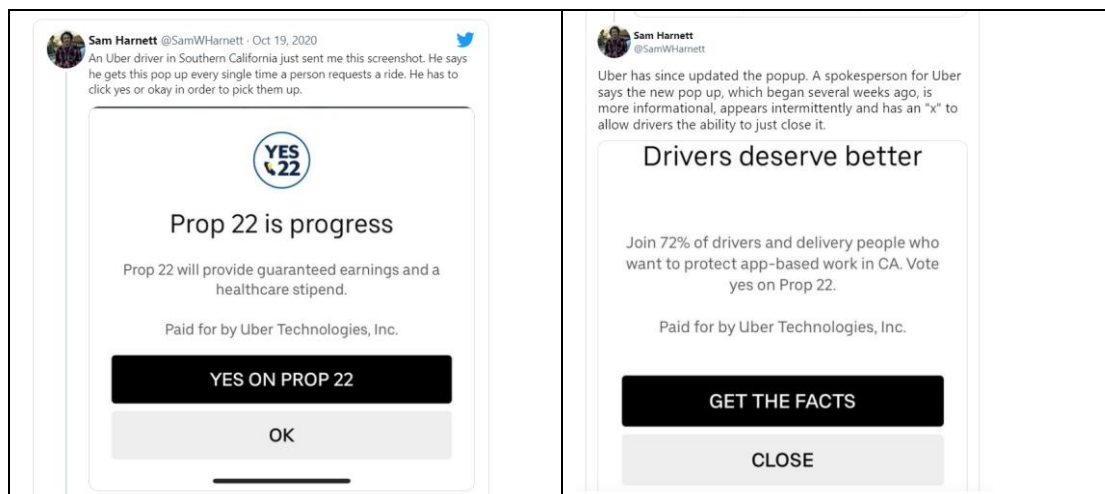 Sam Harnett @SamWHarnett · Oct 19, 2020
An Uber driver in Southern California just sent me this screenshot. He says
he gets this pop up every single time a person requests a ride. He has to
click yes or okay in order to pick them up.
YES
22
Prop 22 is progress
Prop 22 will provide guaranteed earnings and a
healthcare stipend.
Paid for by Uber Technologies, Inc.
YES ON PROP 22
OK
Sam Harnett
@SamWHarnett
Uber has since updated the popup. A spokesperson for Uber
says the new pop up, which began several weeks ago, is
more informational, appears intermittently and has an "x" to
allow drivers the ability to just close it.
Drivers deserve better
Join 72% of drivers and delivery people who
want to protect app-based work in CA. Vote
yes on Prop 22.
Paid for by Uber Technologies, Inc.
GET THE FACTS
CLOSE